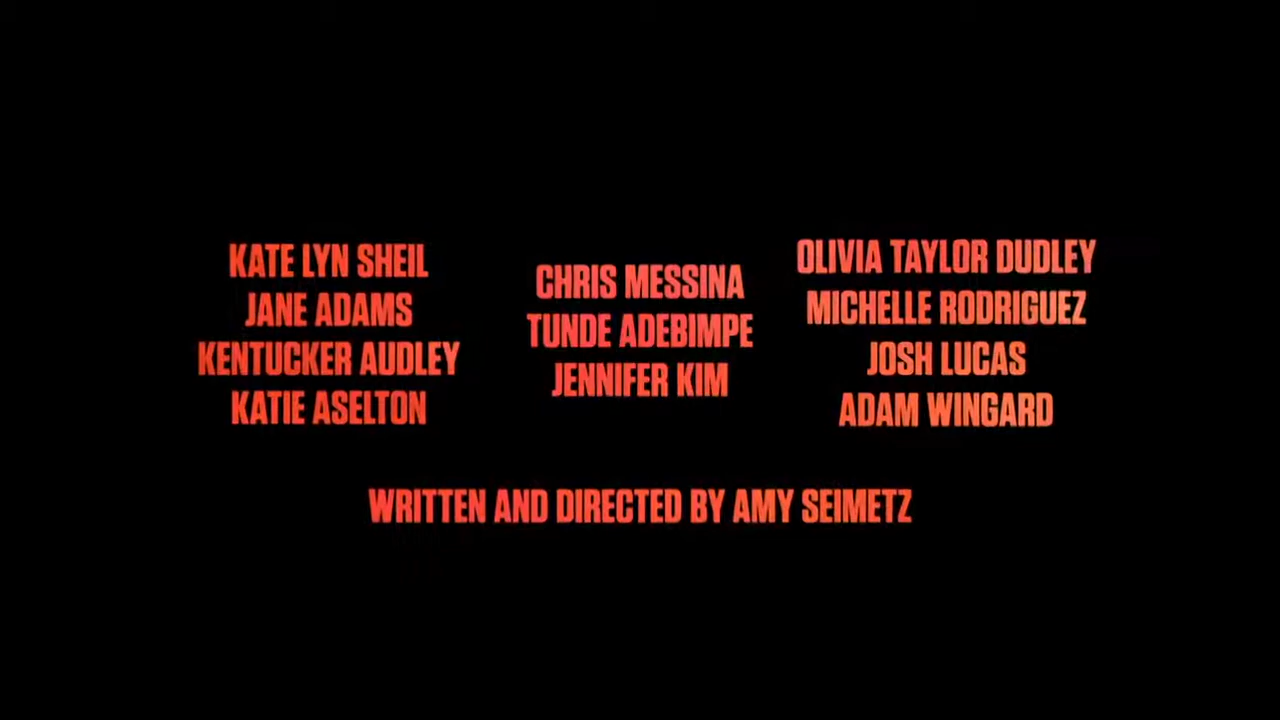 KATE LYN SHEIL
JANE ADAMS
KENTUCKER AUDLEY
KATIE ASELTON
CHRIS MESSINA
TUNDE ADEBIMPE
JENNIFER KIM
OLIVIA TAYLOR DUDLEY
MICHELLE RODRIGUEZ
JOSH LUCAS
ADAM WINGARD
WRITTEN AND DIRECTED BY AMY SEIMETZ